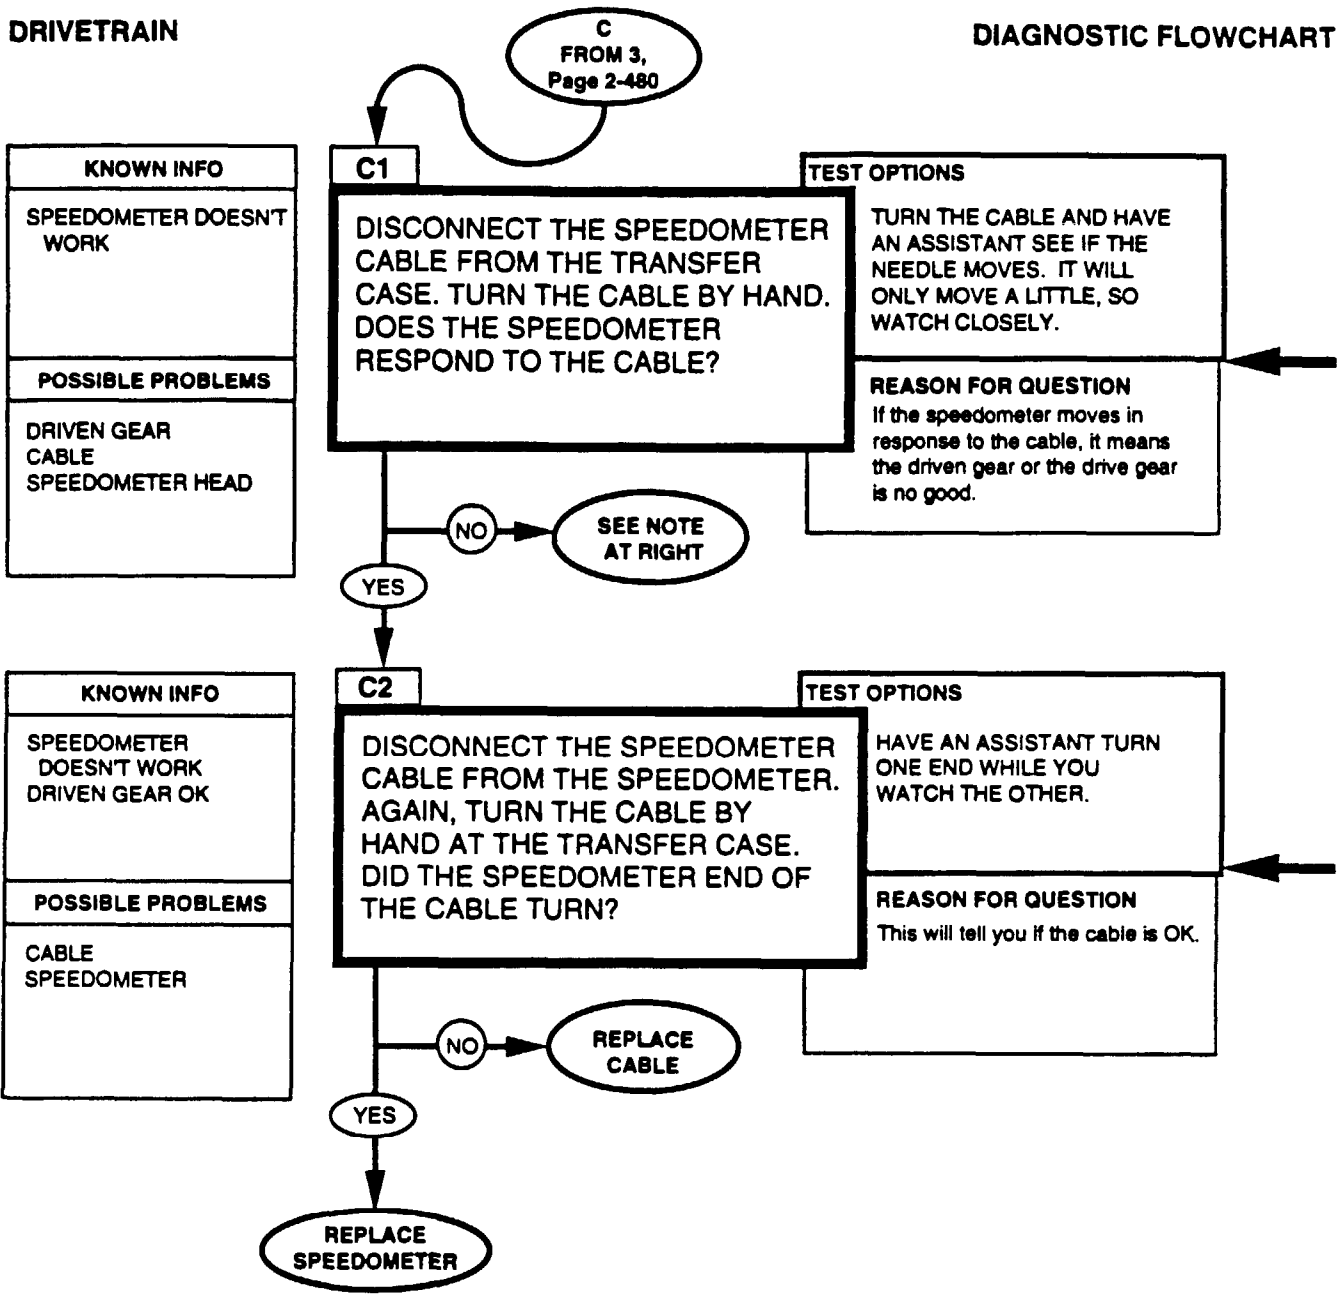 DRIVETRAIN
DIAGNOSTIC FLOWCHART
C
FROM 3,
Page 2-480
KNOWN INFO
SPEEDOMETER DOESN'T
WORK
POSSIBLE PROBLEMS
DRIVEN GEAR
CABLE
SPEEDOMETER HEAD
C1
DISCONNECT THE SPEEDOMETER
CABLE FROM THE TRANSFER
CASE. TURN THE CABLE BY HAND.
DOES THE SPEEDOMETER
RESPOND TO THE CABLE?
TEST OPTIONS
TURN THE CABLE AND HAVE
AN ASSISTANT SEE IF THE
NEEDLE MOVES. IT WILL
ONLY MOVE A LITTLE, SO
WATCH CLOSELY.
REASON FOR QUESTION
If the speedometer moves in
response to the cable, it means
the driven gear or the drive gear
is no good.
NO
SEE NOTE
AT RIGHT
YES
KNOWN INFO
SPEEDOMETER
DOESN'T WORK
DRIVEN GEAR OK
POSSIBLE PROBLEMS
CABLE
SPEEDOMETER
C2
DISCONNECT THE SPEEDOMETER
CABLE FROM THE SPEEDOMETER.
AGAIN, TURN THE CABLE BY
HAND AT THE TRANSFER CASE.
DID THE SPEEDOMETER END OF
THE CABLE TURN?
TEST OPTIONS
HAVE AN ASSISTANT TURN
ONE END WHILE YOU
WATCH THE OTHER.
REASON FOR QUESTION
This will tell you if the cable is OK.
NO
REPLACE
CABLE
YES
REPLACE
SPEEDOMETER